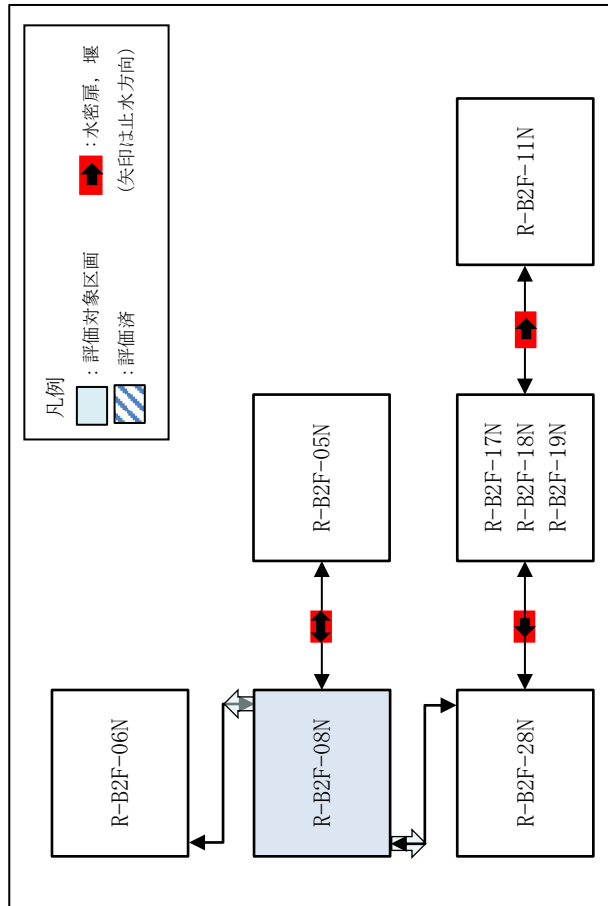 凡例
：評価対象区画
：評価済
：水密扉，堰
(矢印は止水方向)
R-B2F-06N
R-B2F-08N
R-B2F-05N
R-B2F-28N
R-B2F-17N
R-B2F-18N
R-B2F-19N
R-B2F-11N